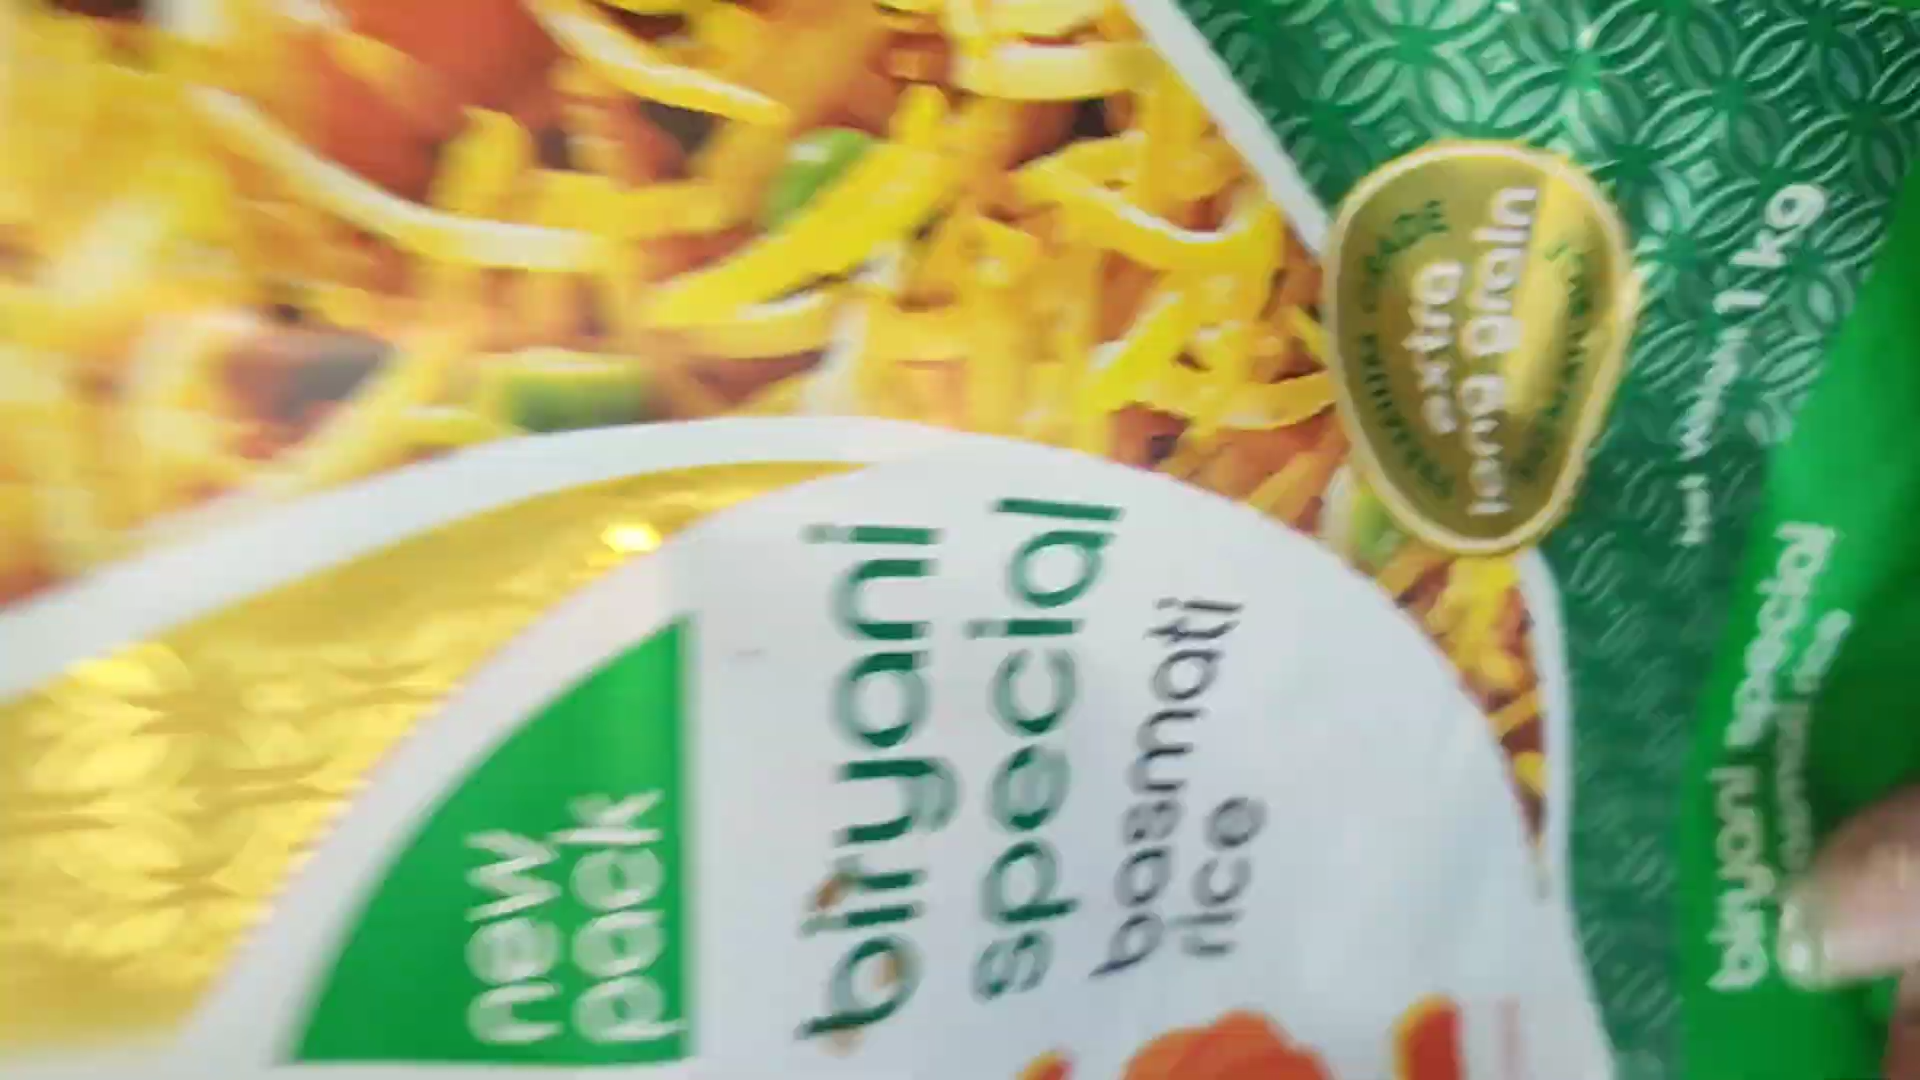 new
pack
biryani
special
basmati
rice
extra
long grain
1 kg
biryani special